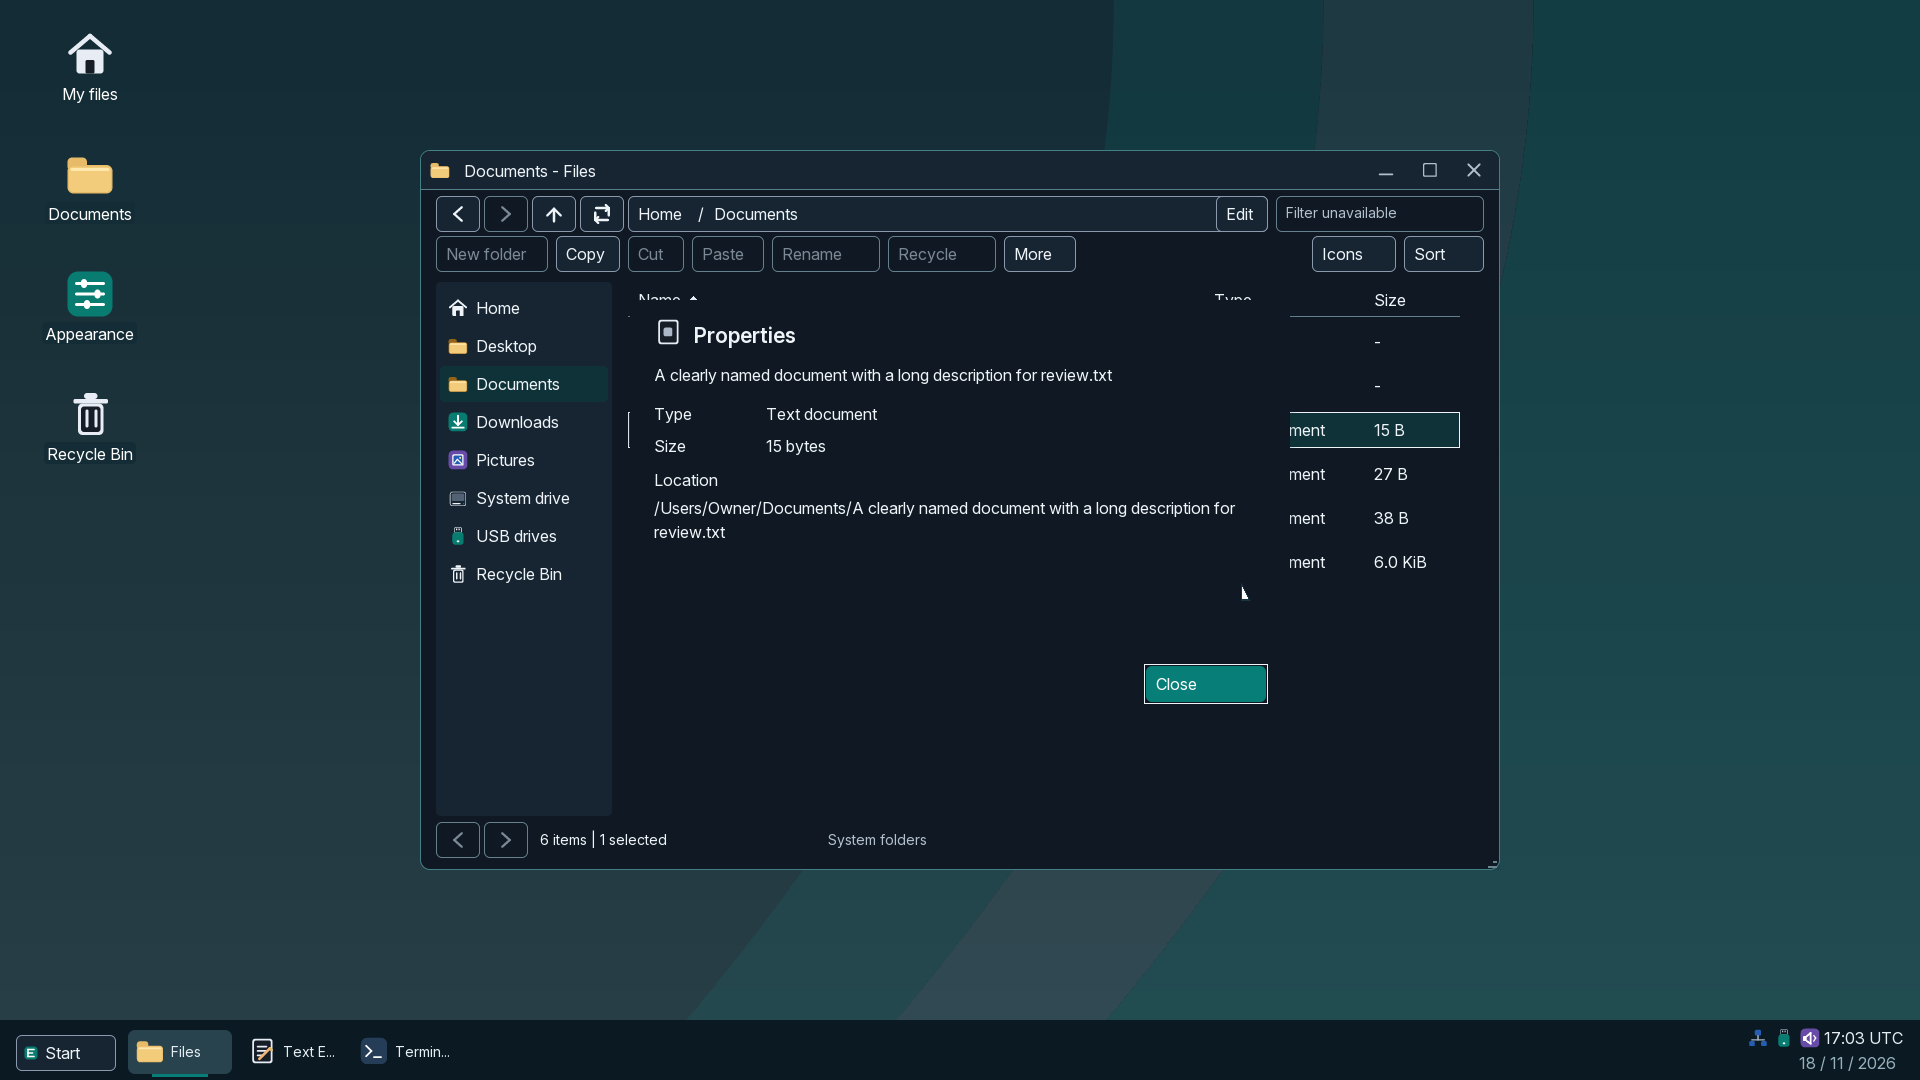 My files
Documents
Appearance
Recycle Bin
Documents - Files
Home / Documents
Edit
Filter unavailable
New folder
Copy
Cut
Paste
Rename
Recycle
More
Icons
Sort
Home
Desktop
Documents
Downloads
Pictures
System drive
USB drives
Recycle Bin
Name
Type
Size
-
-
ment 15 B
ment 27 B
ment 38 B
ment 6.0 KiB
Properties
A clearly named document with a long description for review.txt
Type Text document
Size 15 bytes
Location
/Users/Owner/Documents/A clearly named document with a long description for
review.txt
Close
6 items | 1 selected
System folders
Start
Files
Text E...
Termin...
17:03 UTC
18 / 11 / 2026